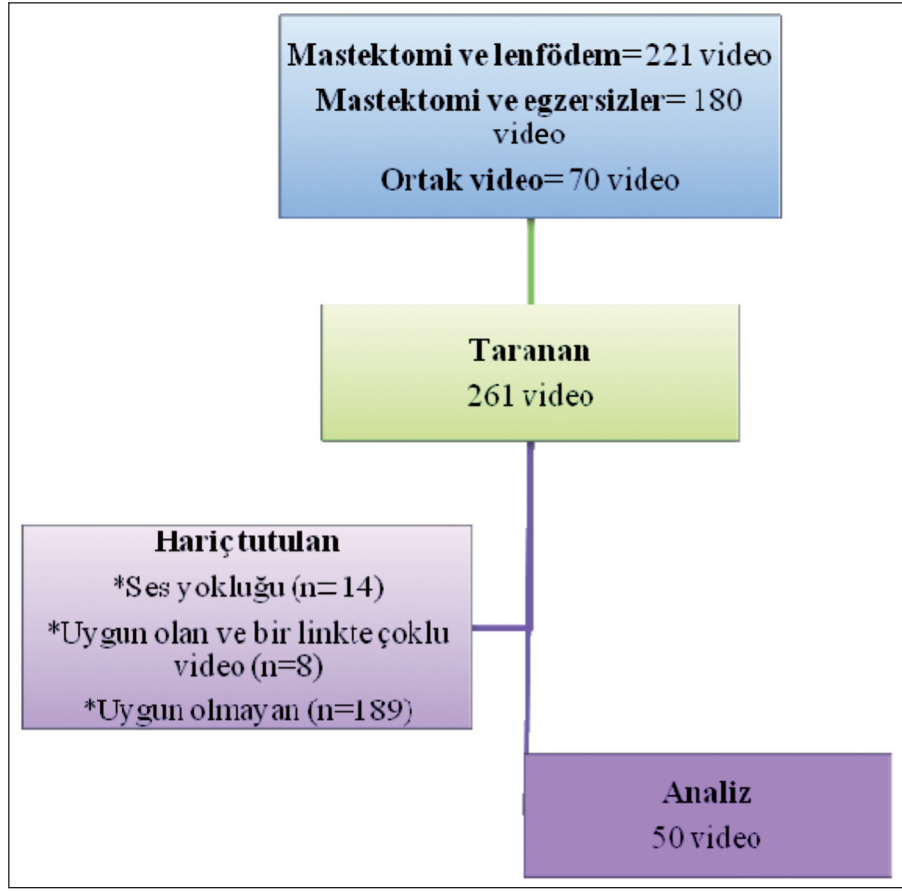 Mastektomi ve lenfödem=221 video
Mastektomi ve egzersizler= 180
video
Ortak video=70 video
Taranan
261 video
Hariç tutulan
*Ses yokluğu (n=14)
*Uygun olan ve bir linkte çoklu
video (n=8)
*Uygun olmayan (n=189)
Analiz
50 video